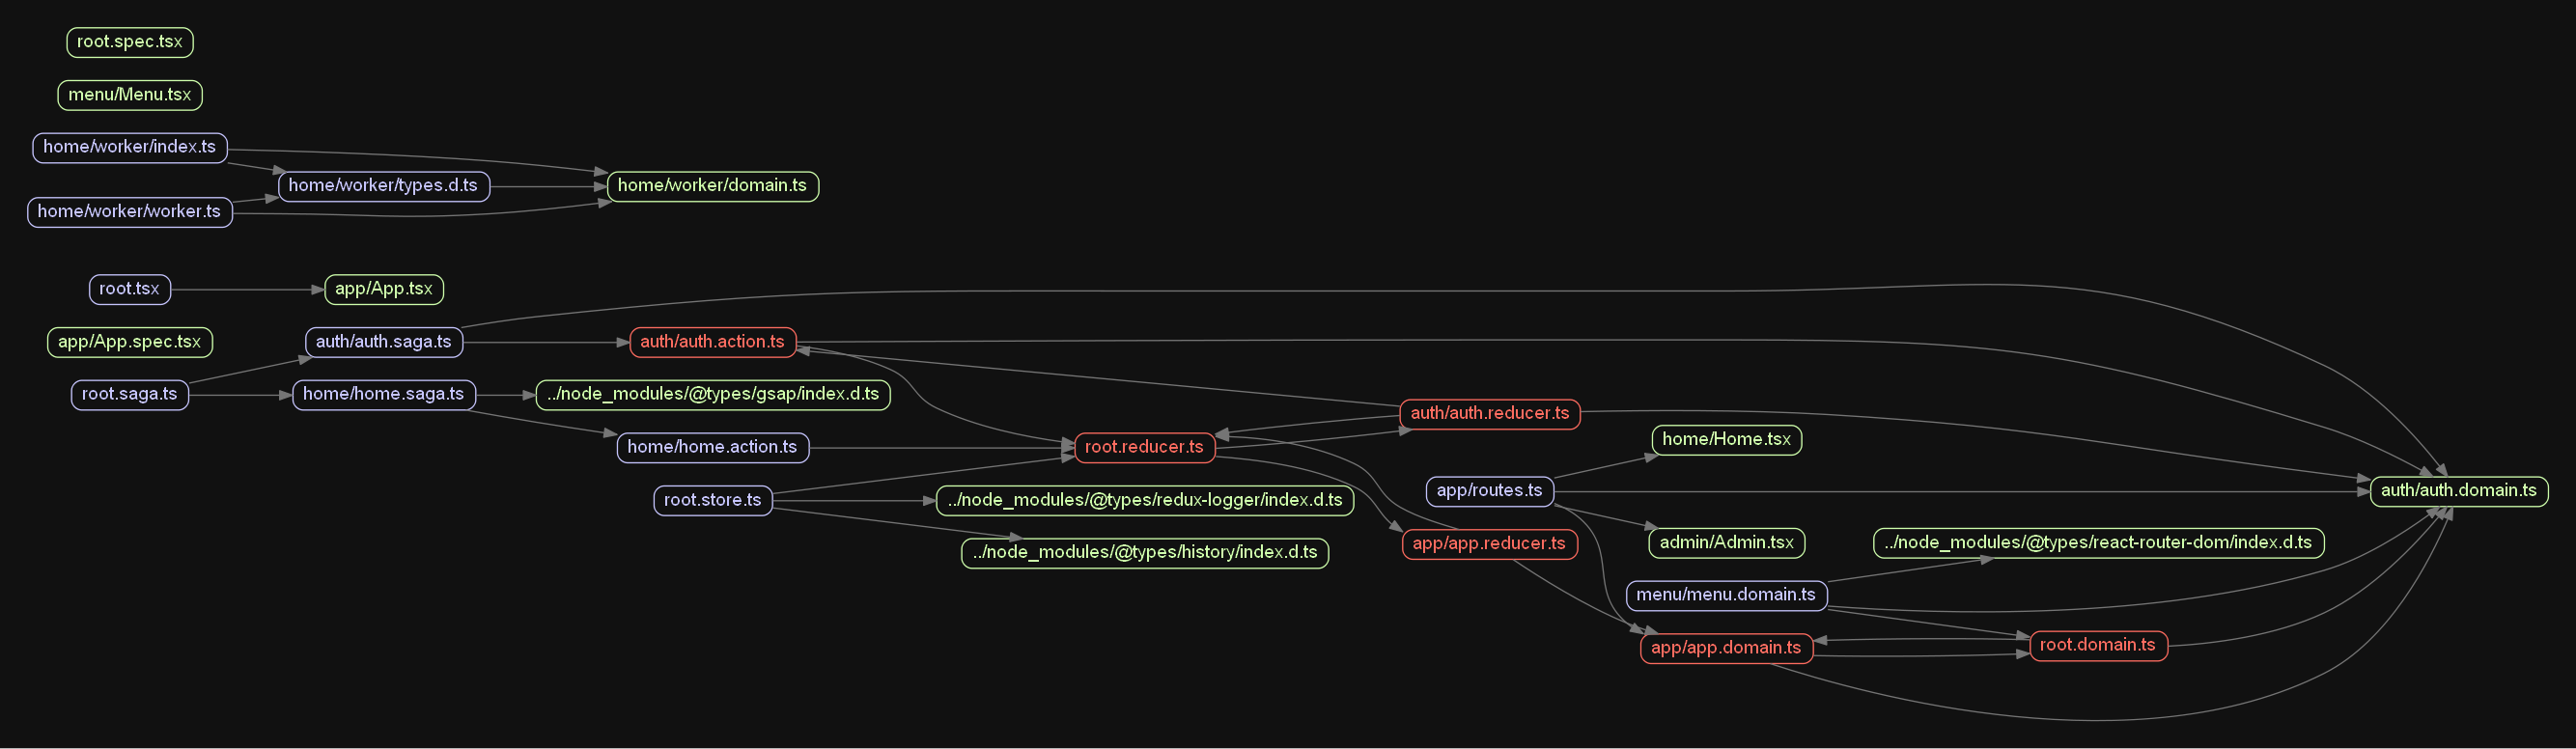 root.spec.tsx
menu/Menu.tsx
home/worker/index.ts
home/worker/types.d.ts
home/worker/domain.ts
home/worker/worker.ts
root.tsx
app/App.tsx
app/App.spec.tsx
auth/auth.saga.ts
auth/auth.action.ts
root.saga.ts
home/home.saga.ts
../node_modules/@types/gsap/index.d.ts
auth/auth.reducer.ts
home/home.action.ts
root.reducer.ts
home/Home.tsx
root.store.ts
../node_modules/@types/redux-logger/index.d.ts
app/routes.ts
auth/auth.domain.ts
../node_modules/@types/history/index.d.ts
app/app.reducer.ts
admin/Admin.tsx
../node_modules/@types/react-router-dom/index.d.ts
menu/menu.domain.ts
app/app.domain.ts
root.domain.ts